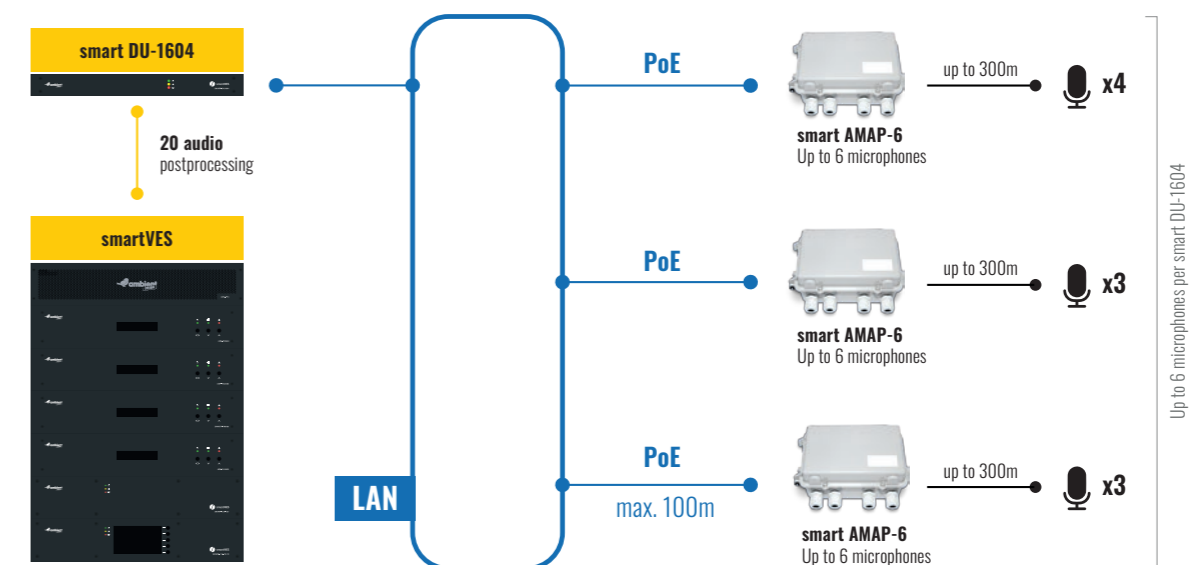 smart DU-1604
20 audio
postprocessing
smartVES
ambient
LAN
PoE
smart AMAP-6
Up to 6 microphones
up to 300m
x4
PoE
smart AMAP-6
Up to 6 microphones
up to 300m
x3
PoE
max. 100m
smart AMAP-6
Up to 6 microphones
up to 300m
x3
Up to 6 microphones per smart DU-1604